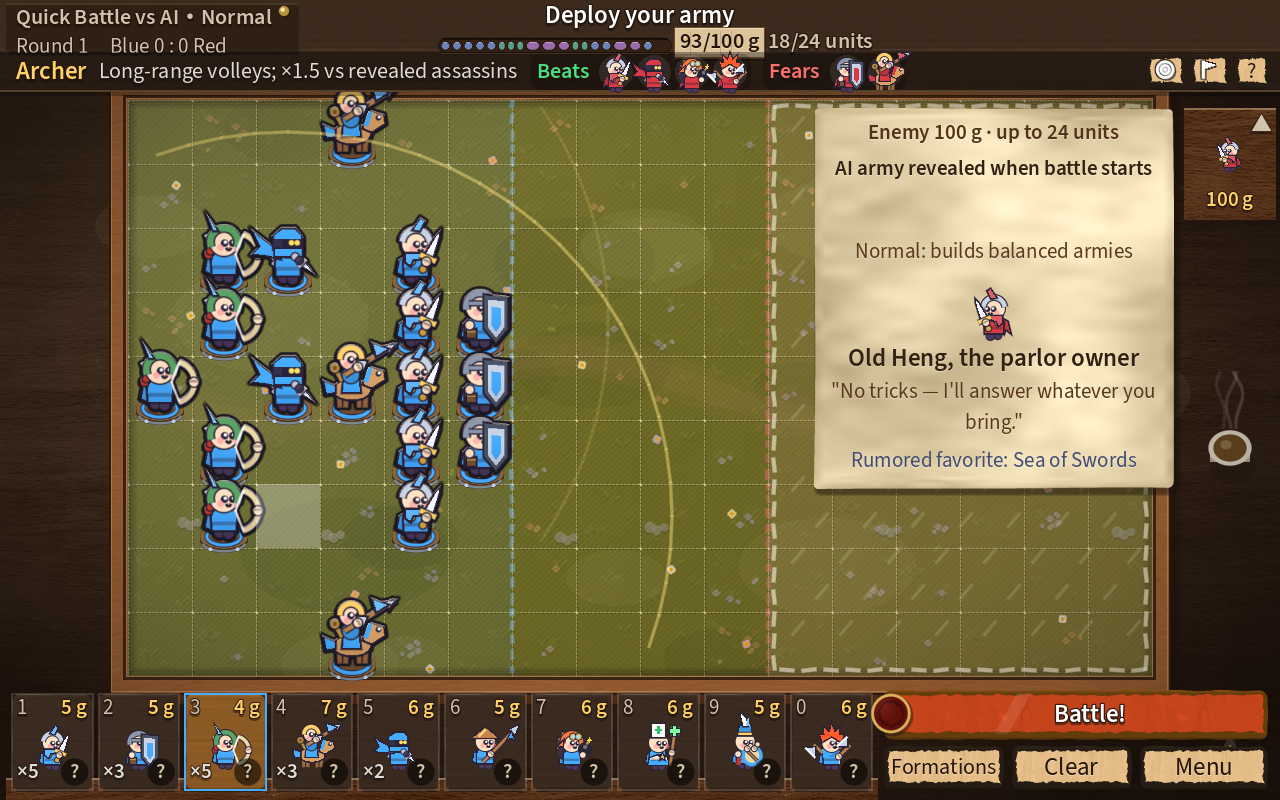 Quick Battle vs AI • Normal
Round 1 Blue 0 : 0 Red
Deploy your army
93/100 g 18/24 units
Archer Long-range volleys; ×1.5 vs revealed assassins Beats Fears ?
Enemy 100 g · up to 24 units
AI army revealed when battle starts
Normal: builds balanced armies
Old Heng, the parlor owner
"No tricks — I'll answer whatever you
bring."
Rumored favorite: Sea of Swords
100 g
1 5 g ×5 ?
2 5 g ×3 ?
3 4 g ×5 ?
4 7 g ×3 ?
5 6 g ×2 ?
6 5 g ?
7 6 g ?
8 6 g ?
9 5 g ?
0 6 g ?
Battle!
Formations Clear Menu